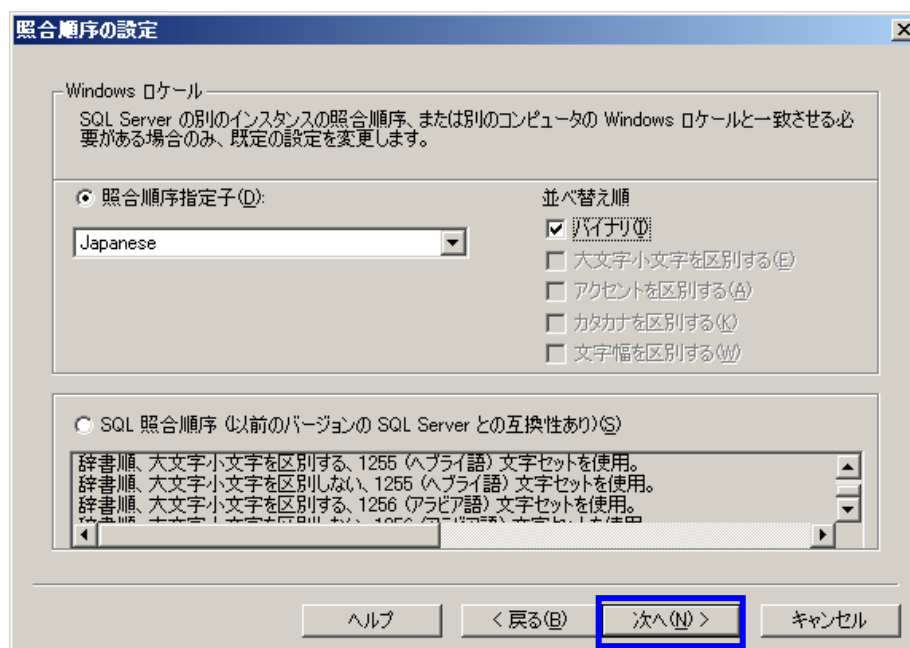 照合順序の設定
Windows ロケール
SQL Server の別のインスタンスの照合順序、または別のコンピュータの Windows ロケールと一致させる必
要がある場合のみ、既定の設定を変更します。
照合順序指定子(D):
Japanese
並べ替え順
バイナリ(I)
大文字小文字を区別する(E)
アクセントを区別する(A)
カタカナを区別する(K)
文字幅を区別する(W)
SQL 照合順序 (以前のバージョンの SQL Server との互換性あり)(S)
辞書順、大文字小文字を区別する、1255 (ヘブライ語) 文字セットを使用。
辞書順、大文字小文字を区別しない、1255 (ヘブライ語) 文字セットを使用。
辞書順、大文字小文字を区別する、1256 (アラビア語) 文字セットを使用。
ヘルプ
< 戻る(B)
次へ(N) >
キャンセル